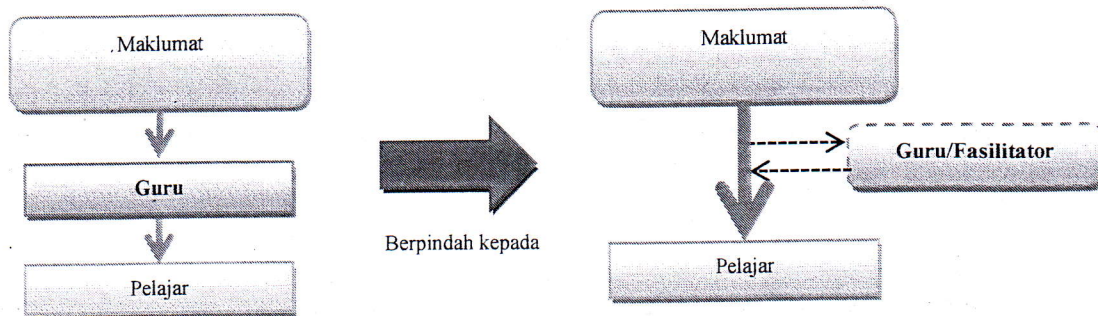 Maklumat
Guru
Pelajar
Berpindah kepada
Maklumat
Guru/Fasilitator
Pelajar